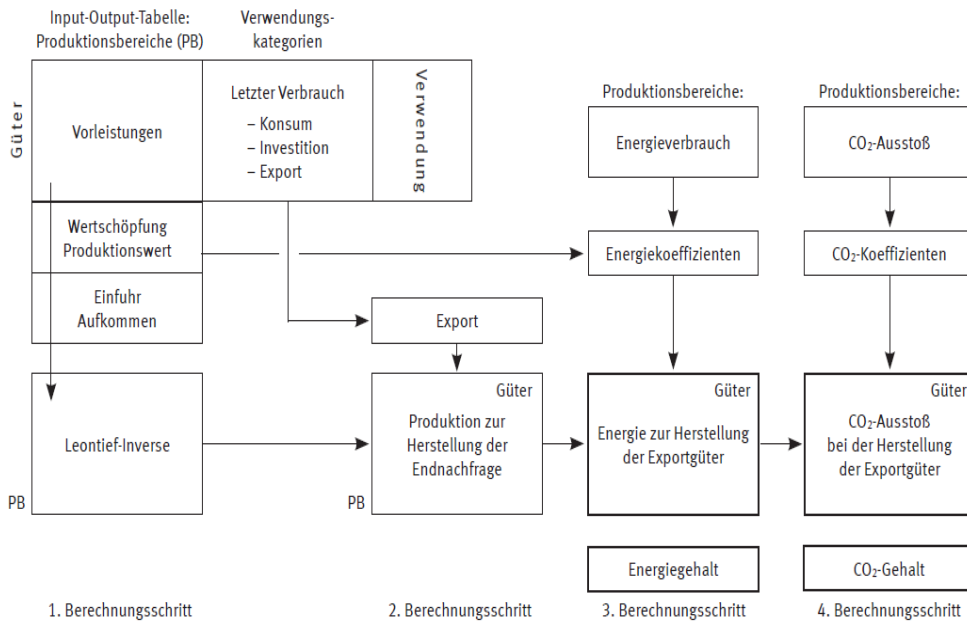 Input-Output-Tabelle:
Produktionsbereiche (PB)
Verwendungs-
kategorien
Güter
Vorleistungen
Letzter Verbrauch
– Konsum
– Investition
– Export
Verwendung
Produktionsbereiche:
Energieverbrauch
Produktionsbereiche:
CO₂-Ausstoß
Wertschöpfung
Produktionswert
Energiekoeffizienten
CO₂-Koeffizienten
Einfuhr
Aufkommen
Export
Leontief-Inverse
PB
Güter
Produktion zur
Herstellung der
Endnachfrage
PB
Güter
Energie zur Herstellung
der Exportgüter
Güter
CO₂-Ausstoß
bei der Herstellung
der Exportgüter
Energiegehalt
CO₂-Gehalt
1. Berechnungsschritt
2. Berechnungsschritt
3. Berechnungsschritt
4. Berechnungsschritt